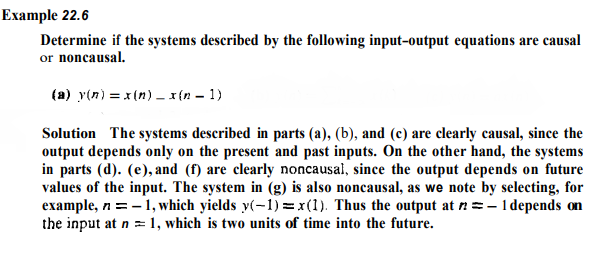 Example 22.6
Determine if the systems described by the following input-output equations are causal
or noncausal.
(a) y(n) = x(n) – x(n – 1)
Solution The systems described in parts (a), (b), and (c) are clearly causal, since the
output depends only on the present and past inputs. On the other hand, the systems
in parts (d). (e), and (f) are clearly noncausal, since the output depends on future
values of the input. The system in (g) is also noncausal, as we note by selecting, for
example, n = – 1, which yields y(–1) = x(1). Thus the output at n = – 1 depends on
the input at n = 1, which is two units of time into the future.